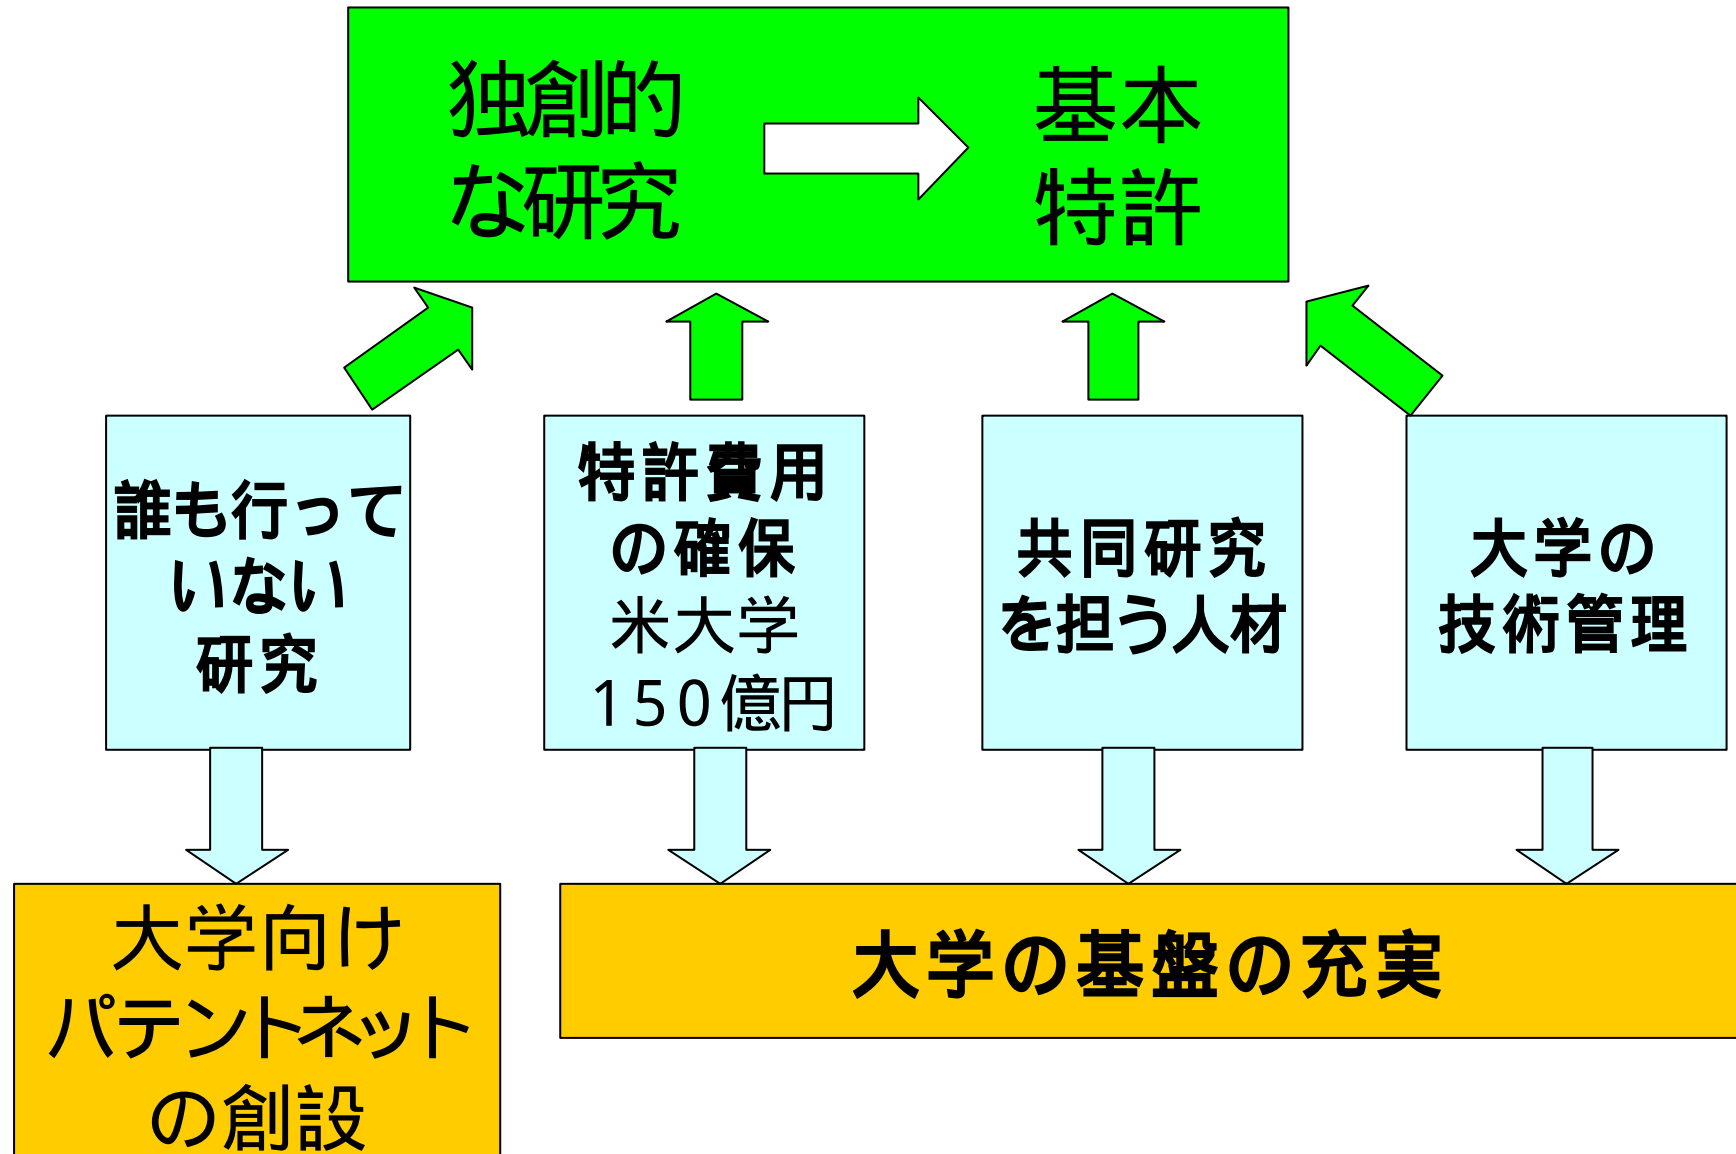 独創的
な研究
基本
特許
誰も行って
いない
研究
特許費用
の確保
米大学
150億円
共同研究
を担う人材
大学の
技術管理
大学向け
パテントネット
の創設
大学の基盤の充実